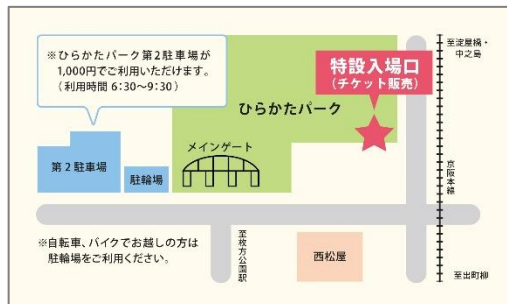 ※ひらかたパーク第2駐車場が
1,000円でご利用いただけます。
(利用時間 6:30〜9:30)
特設入場口
(チケット販売)
至淀屋橋・
中之島
ひらかたパーク
メインゲート
第2駐車場
駐輪場
京阪本線
※自転車、バイクでお越しの方は
駐輪場をご利用ください。
至枚方公園駅
西松屋
至出町柳